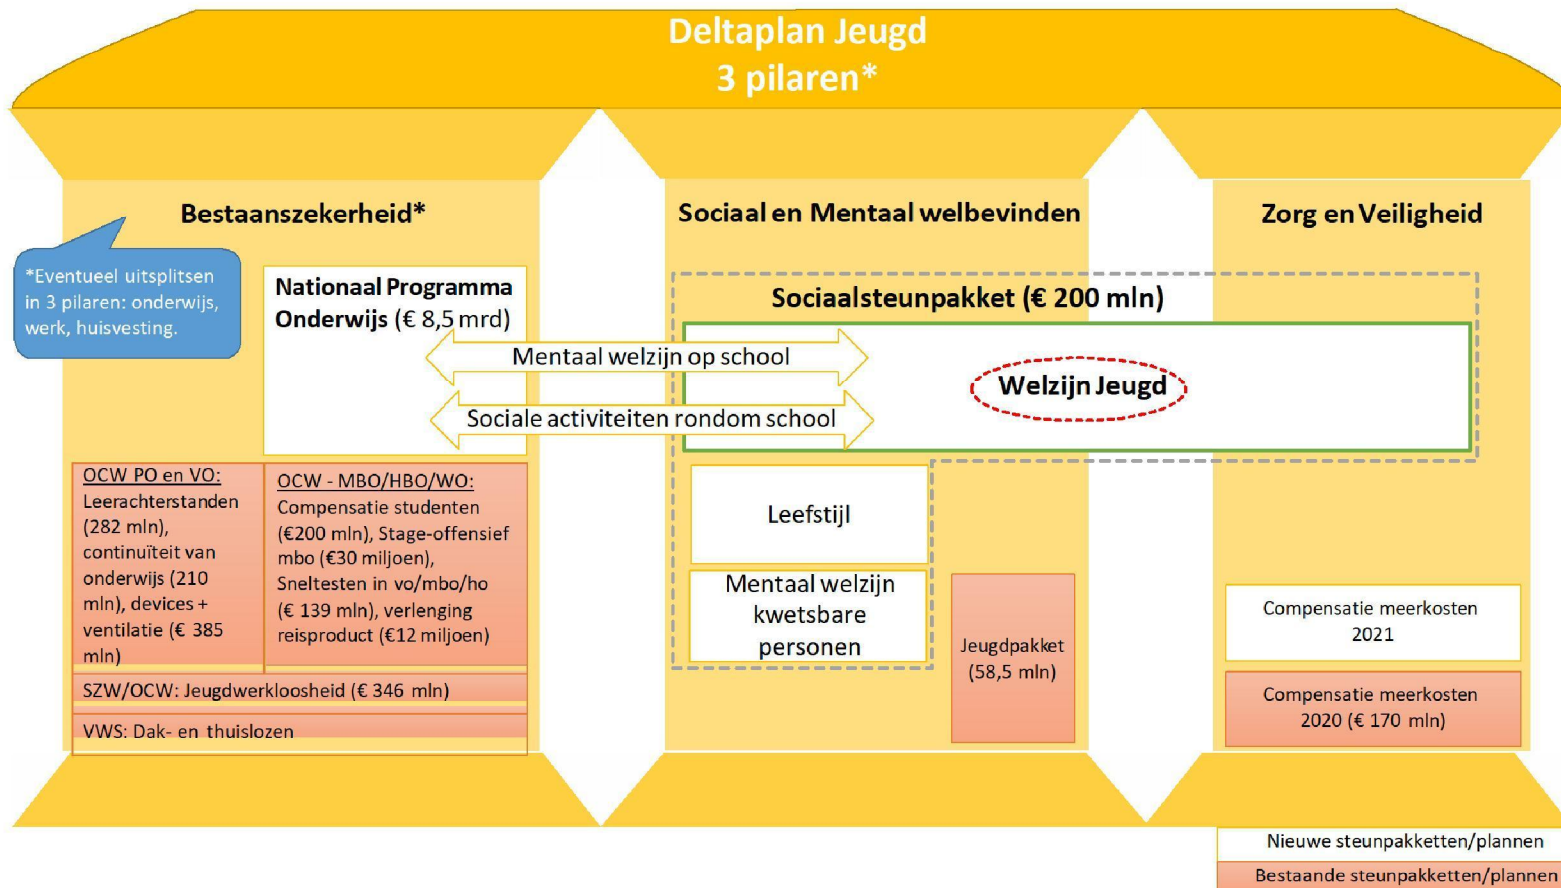 Deltaplan Jeugd
3 pilaren*
Bestaanszekerheid*
*Eventueel uitsplitsen
in 3 pilaren: onderwijs,
werk, huisvesting.
Nationaal Programma
Onderwijs (€ 8,5 mrd)
Mentaal welzijn op school
Sociale activiteiten rondom school
OCW PO en VO:
Leerachterstanden
(282 mln),
continuïteit van
onderwijs (210
mln), devices +
ventilatie (€ 385
mln)
OCW - MBO/HBO/WO:
Compensatie studenten
(€200 mln), Stage-offensief
mbo (€30 miljoen),
Sneltesten in vo/mbo/ho
(€ 139 mln), verlenging
reisproduct (€12 miljoen)
SZW/OCW: Jeugdwerkloosheid (€ 346 mln)
VWS: Dak- en thuislozen
Sociaal en Mentaal welbevinden
Sociaalsteunpakket (€ 200 mln)
Welzijn Jeugd
Leefstijl
Mentaal welzijn
kwetsbare
personen
Jeugdpakket
(58,5 mln)
Zorg en Veiligheid
Compensatie meerkosten
2021
Compensatie meerkosten
2020 (€ 170 mln)
Nieuwe steunpakketten/plannen
Bestaande steunpakketten/plannen